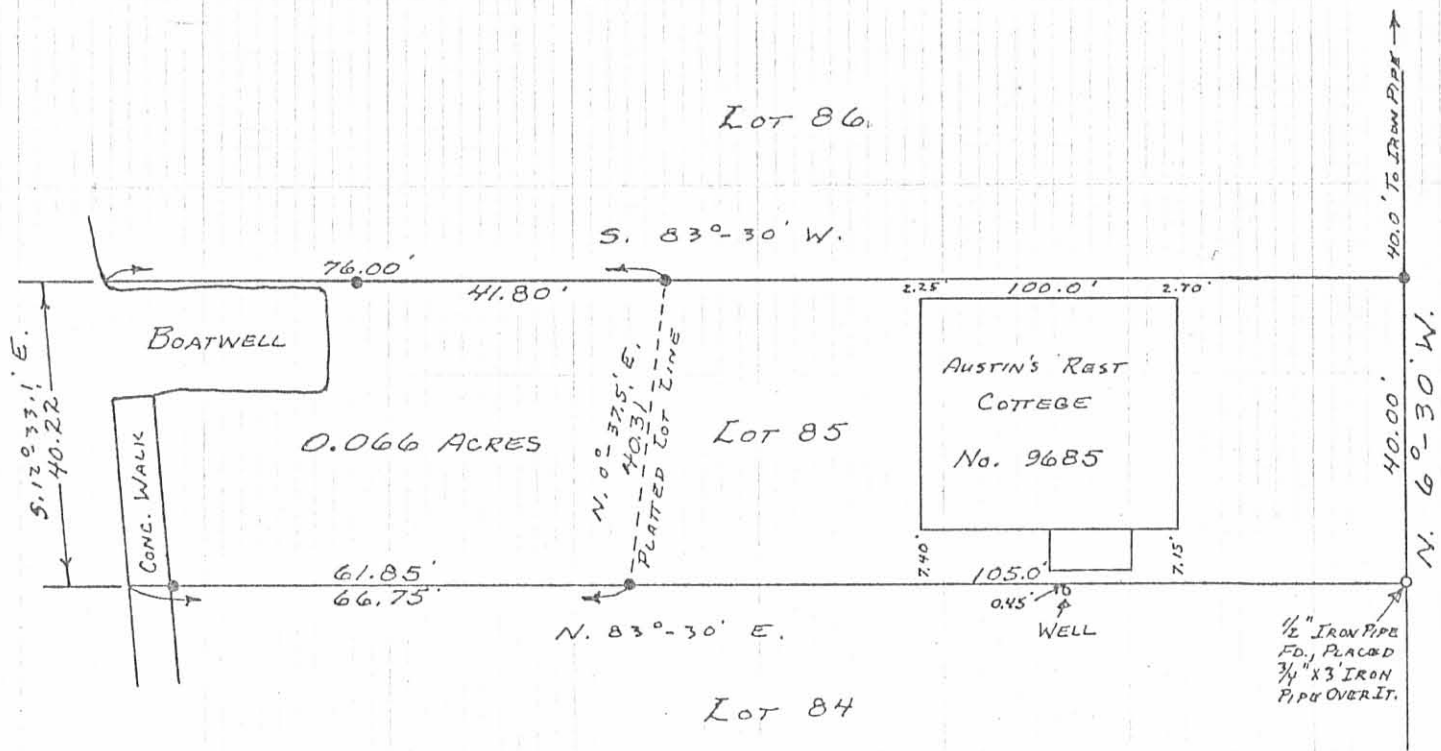 40.0' TO IRON PIPE
LOT 86
S. 83°-30' W.
76.00'
41.80'
2.25'
100.0'
2.70'
BOATWELL
S. 12°33.1' E.
40.22
CONC. WALK
0.066 ACRES
N. 0°-37.5' E.
40.31
PLATTED LOT LINE
LOT 85
AUSTIN'S REST
COTTEGE
No. 9685
40.00'
N. 6°-30' W.
7.40'
7.15'
61.85'
66.75'
105.0'
0.45'
WELL
N. 83°-30' E.
1/2" IRON PIPE
FD., PLACED
3/4" X 3' IRON
PIPE OVER IT.
LOT 84